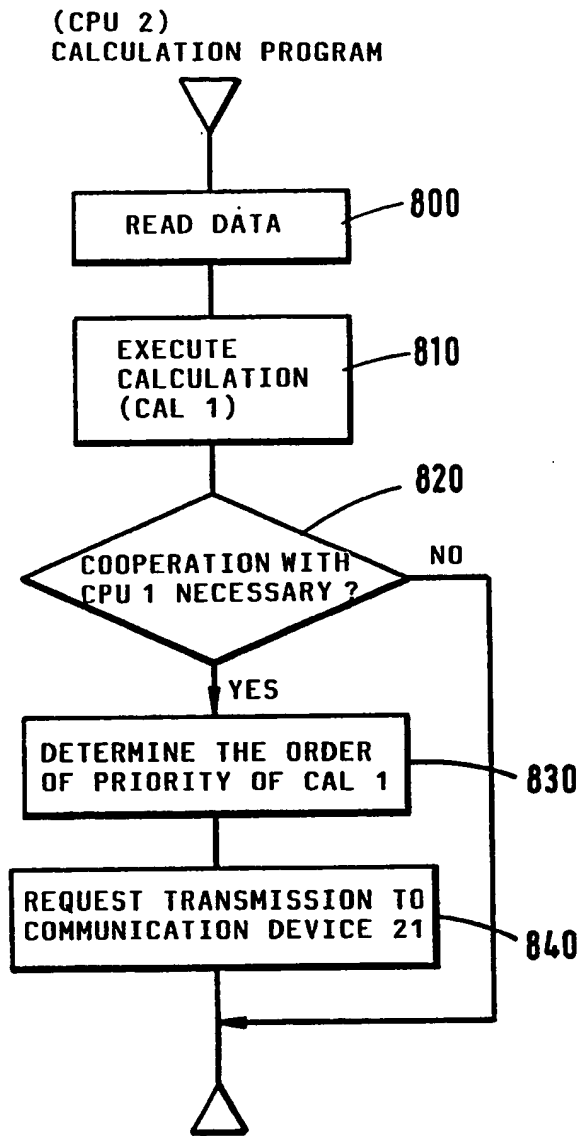 (CPU 2)
CALCULATION PROGRAM
READ DATA
800
EXECUTE
CALCULATION
(CAL 1)
810
820
COOPERATION WITH
CPU 1 NECESSARY ?
NO
YES
DETERMINE THE ORDER
OF PRIORITY OF CAL 1
830
REQUEST TRANSMISSION TO
COMMUNICATION DEVICE 21
840